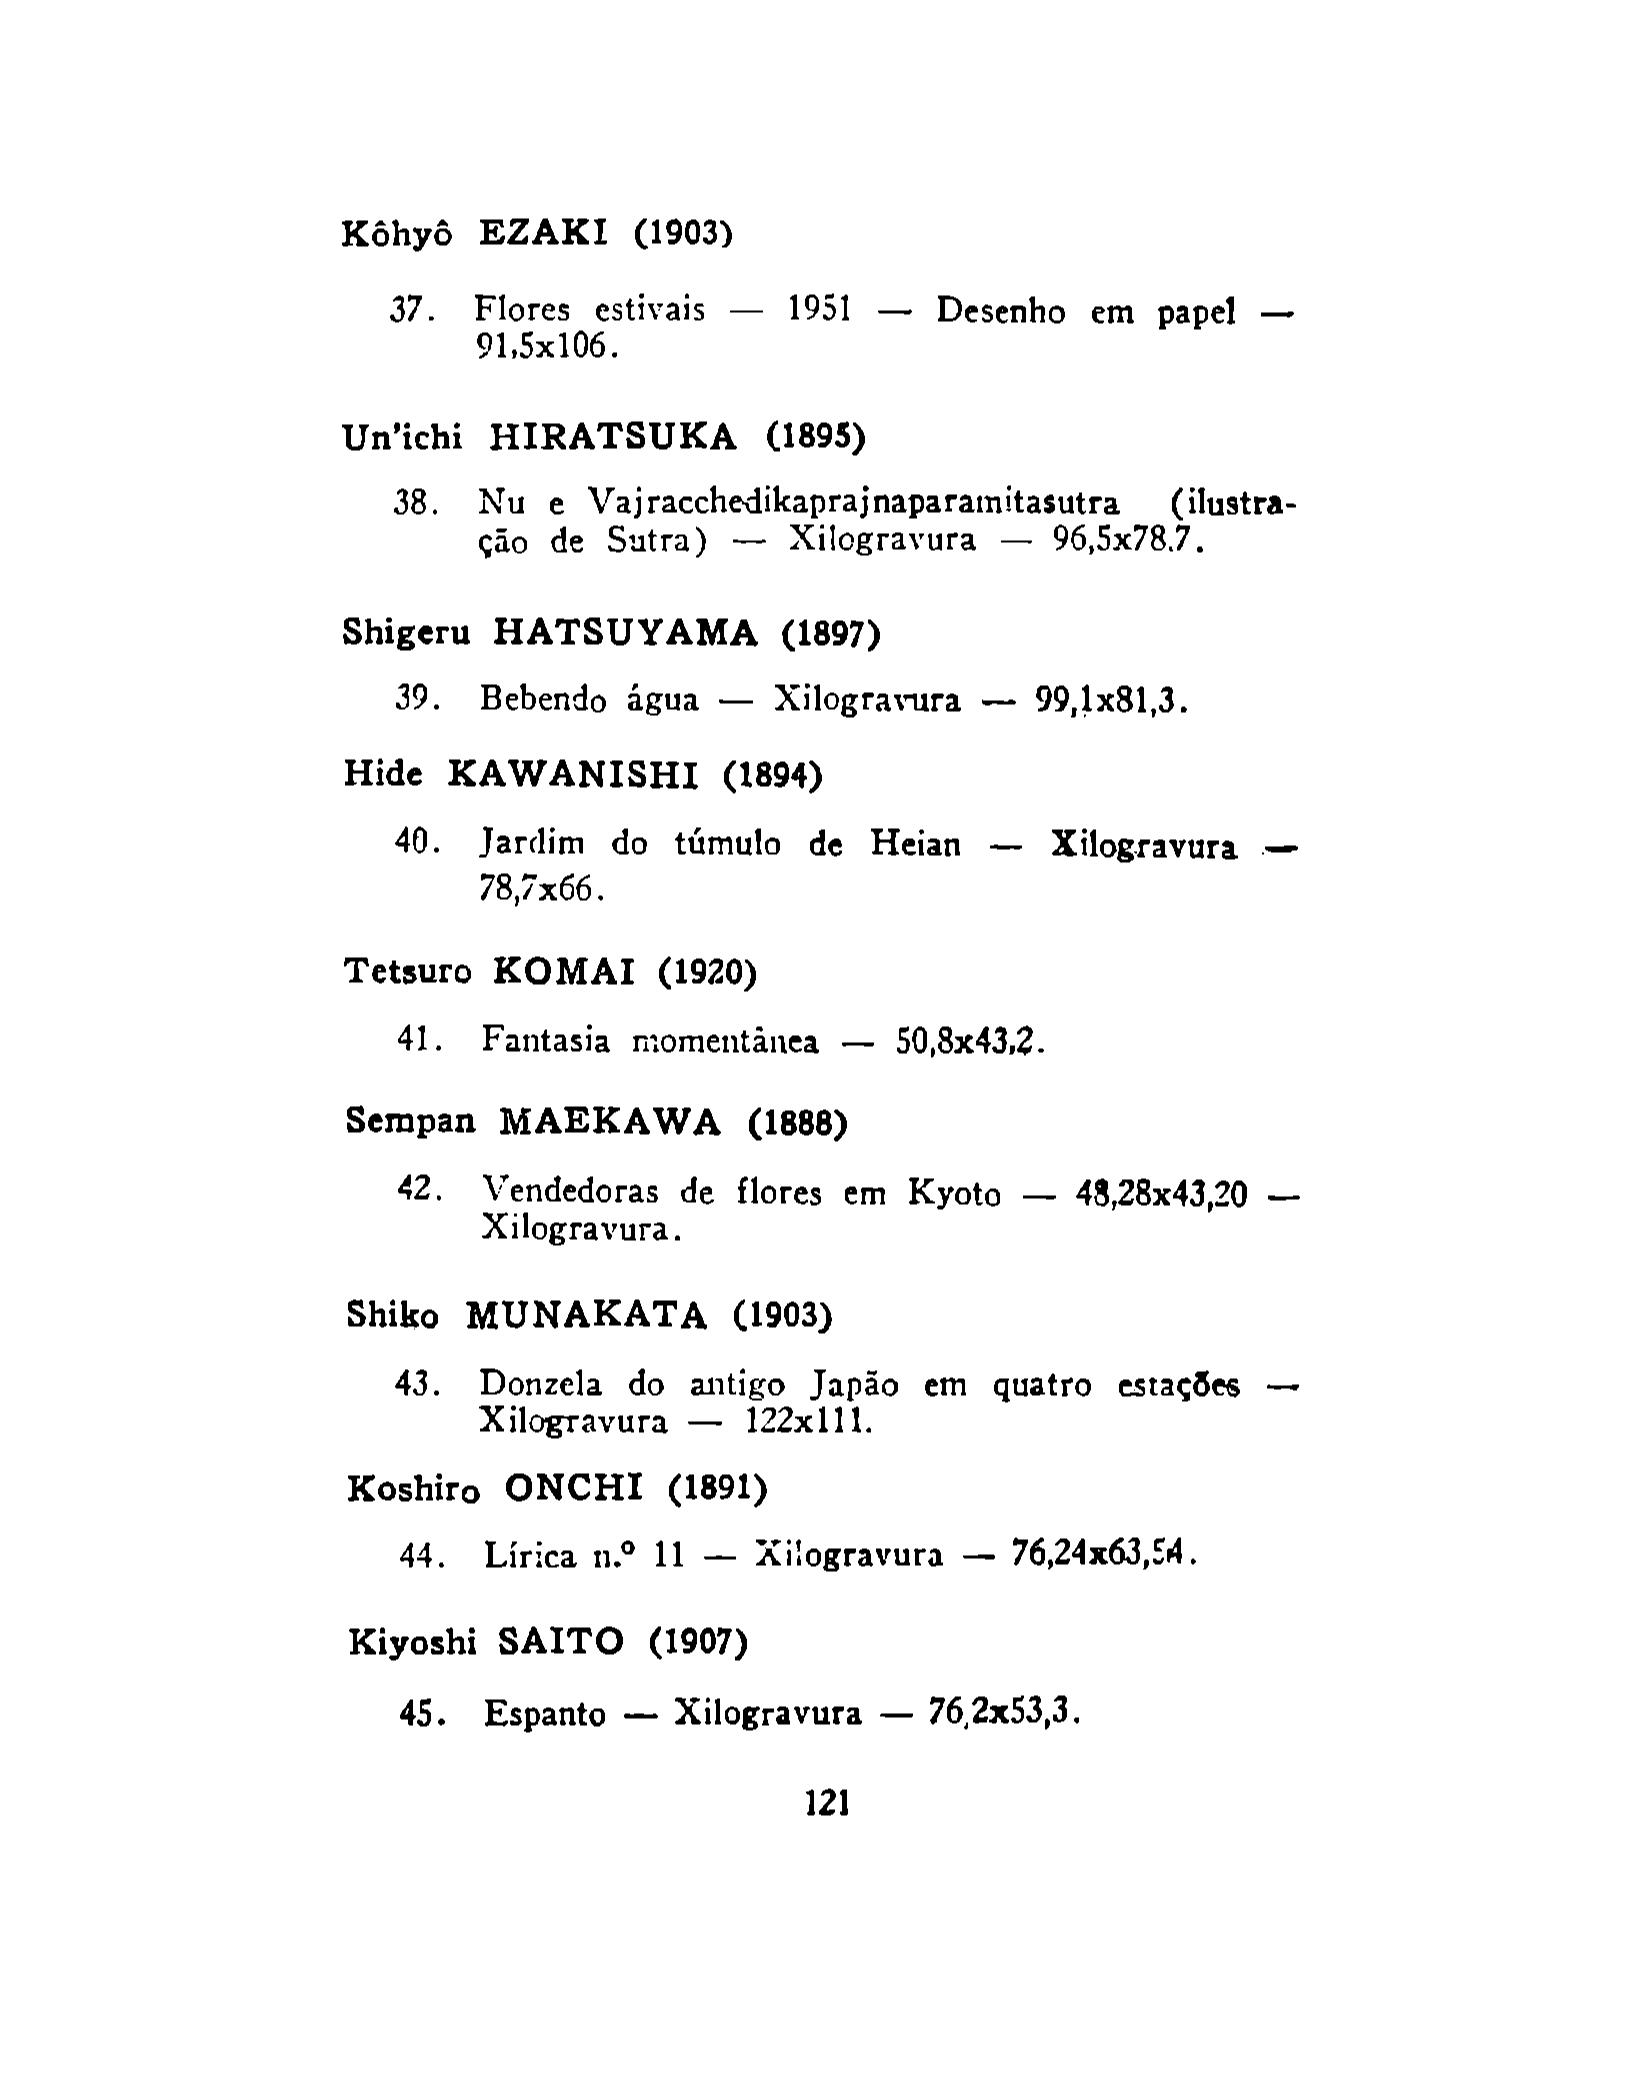 Kôhyô EZAKI (1903)
37. Flores estivais — 1951 — Desenho em papel —
91,5x106.
Un'ichi HIRATSUKA (1895)
38. Nu e Vajracchedikaprajnaparamitasutra (ilustra-
ção de Sutra) — Xilogravura — 96,5x78.7.
Shigeru HATSUYAMA (1897)
39. Bebendo água — Xilogravura — 99,1x81,3.
Hide KAWANISHI (1894)
40. Jardim do túmulo de Heian — Xilogravura —
78,7x66.
Tetsuro KOMAI (1920)
41. Fantasia momentânea — 50,8x43,2.
Sempan MAEKAWA (1888)
42. Vendedoras de flores em Kyoto — 48,28x43,20 —
Xilogravura.
Shiko MUNAKATA (1903)
43. Donzela do antigo Japão em quatro estações —
Xilogravura — 122x111.
Koshiro ONCHI (1891)
44. Lírica n.º 11 — Xilogravura — 76,24x63,54.
Kiyoshi SAITO (1907)
45. Espanto — Xilogravura — 76,2x53,3.
121